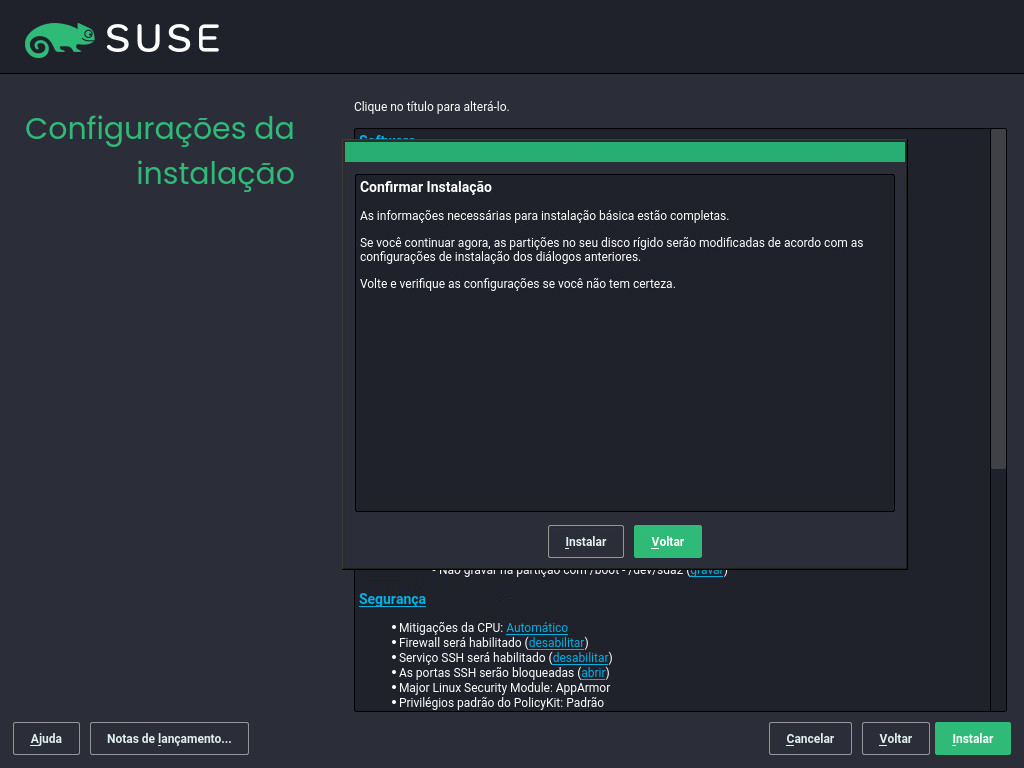 SUSE
Configurações da
instalação
Clique no título para alterá-lo.
Software
Confirmar Instalação
As informações necessárias para instalação básica estão completas.
Se você continuar agora, as partições no seu disco rígido serão modificadas de acordo com as
configurações de instalação dos diálogos anteriores.
Volte e verifique as configurações se você não tem certeza.
Instalar
Voltar
- Não gravar na partição com /boot - /dev/sda2 (gravar)
Segurança
• Mitigações da CPU: Automático
• Firewall será habilitado (desabilitar)
• Serviço SSH será habilitado (desabilitar)
• As portas SSH serão bloqueadas (abrir)
• Major Linux Security Module: AppArmor
• Privilégios padrão do PolicyKit: Padrão
Ajuda
Notas de lançamento...
Cancelar
Voltar
Instalar